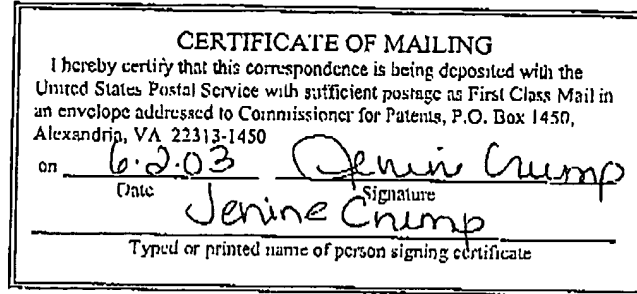 CERTIFICATE OF MAILING
I hereby certify that this correspondence is being deposited with the
United States Postal Service with sufficient postage as First Class Mail in
an envelope addressed to Commissioner for Patents, P.O. Box 1450,
Alexandria, VA 22313-1450
on 6.2.03 Jenine Crump
Date Signature
Jenine Crump
Typed or printed name of person signing certificate